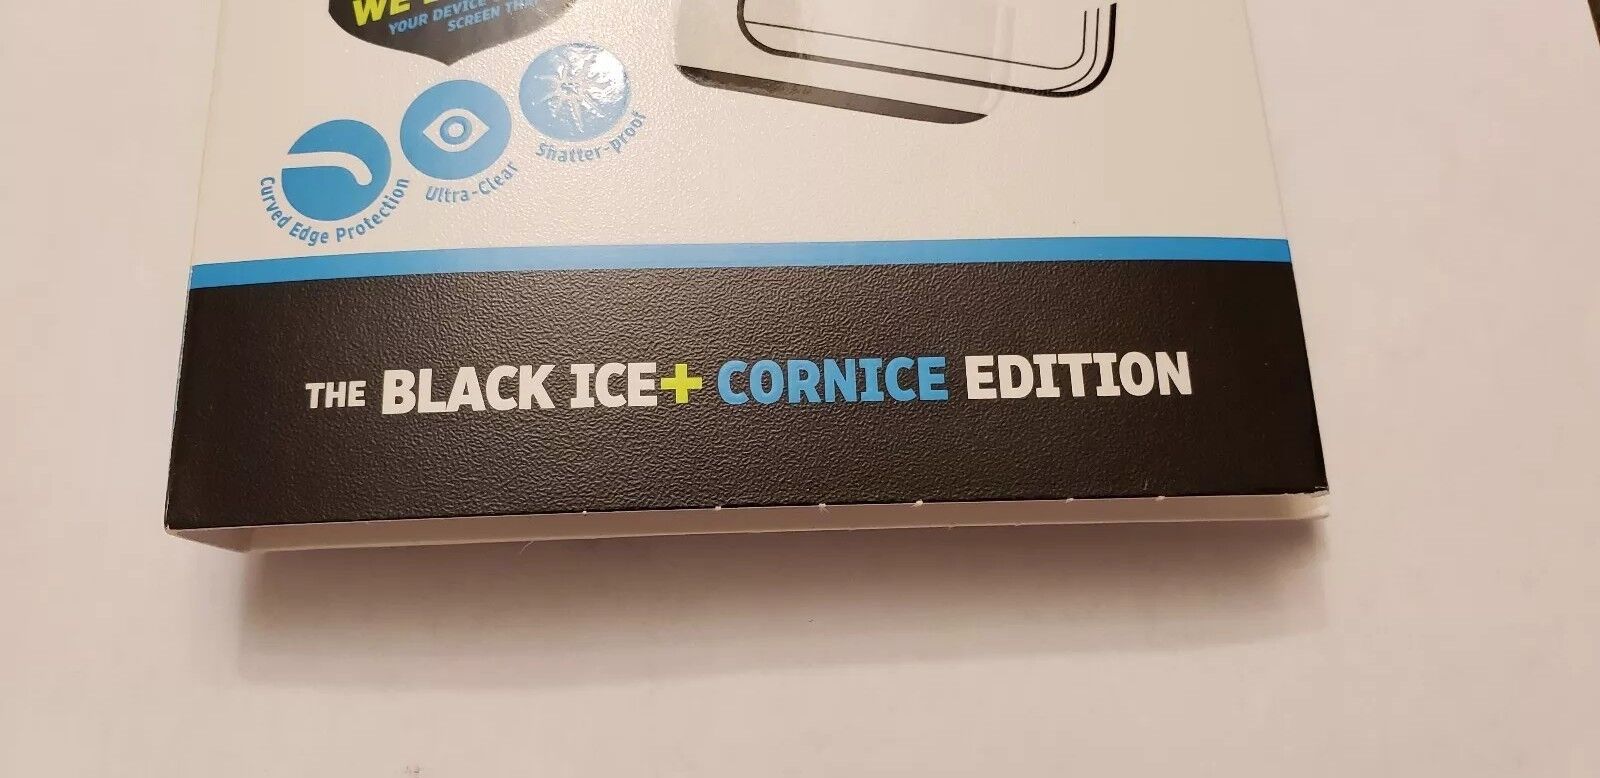 WE
YOUR DEVICE
SCREEN
Shatter-proof
Ultra-Clear
Curved Edge Protection
THE BLACK ICE+ CORNICE EDITION